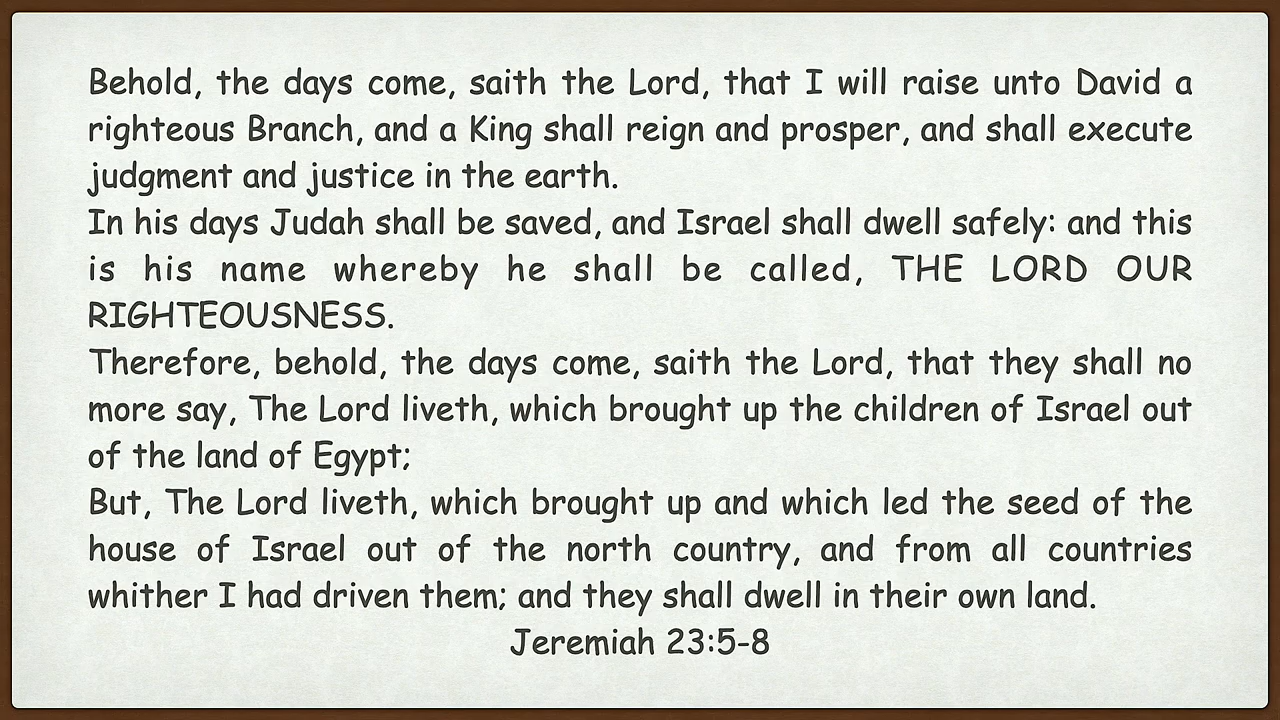 Behold, the days come, saith the Lord, that I will raise unto David a
righteous Branch, and a King shall reign and prosper, and shall execute
judgment and justice in the earth.
In his days Judah shall be saved, and Israel shall dwell safely: and this
is his name whereby he shall be called, THE LORD OUR
RIGHTEOUSNESS.
Therefore, behold, the days come, saith the Lord, that they shall no
more say, The Lord liveth, which brought up the children of Israel out
of the land of Egypt;
But, The Lord liveth, which brought up and which led the seed of the
house of Israel out of the north country, and from all countries
whither I had driven them; and they shall dwell in their own land.
Jeremiah 23:5-8